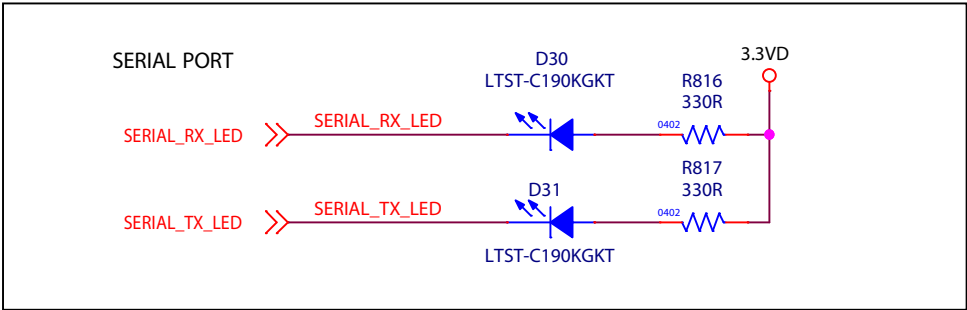 SERIAL PORT
D30
LTST-C190KGKT
3.3VD
R816
330R
SERIAL_RX_LED
SERIAL_RX_LED
0402
R817
330R
D31
SERIAL_TX_LED
SERIAL_TX_LED
0402
LTST-C190KGKT